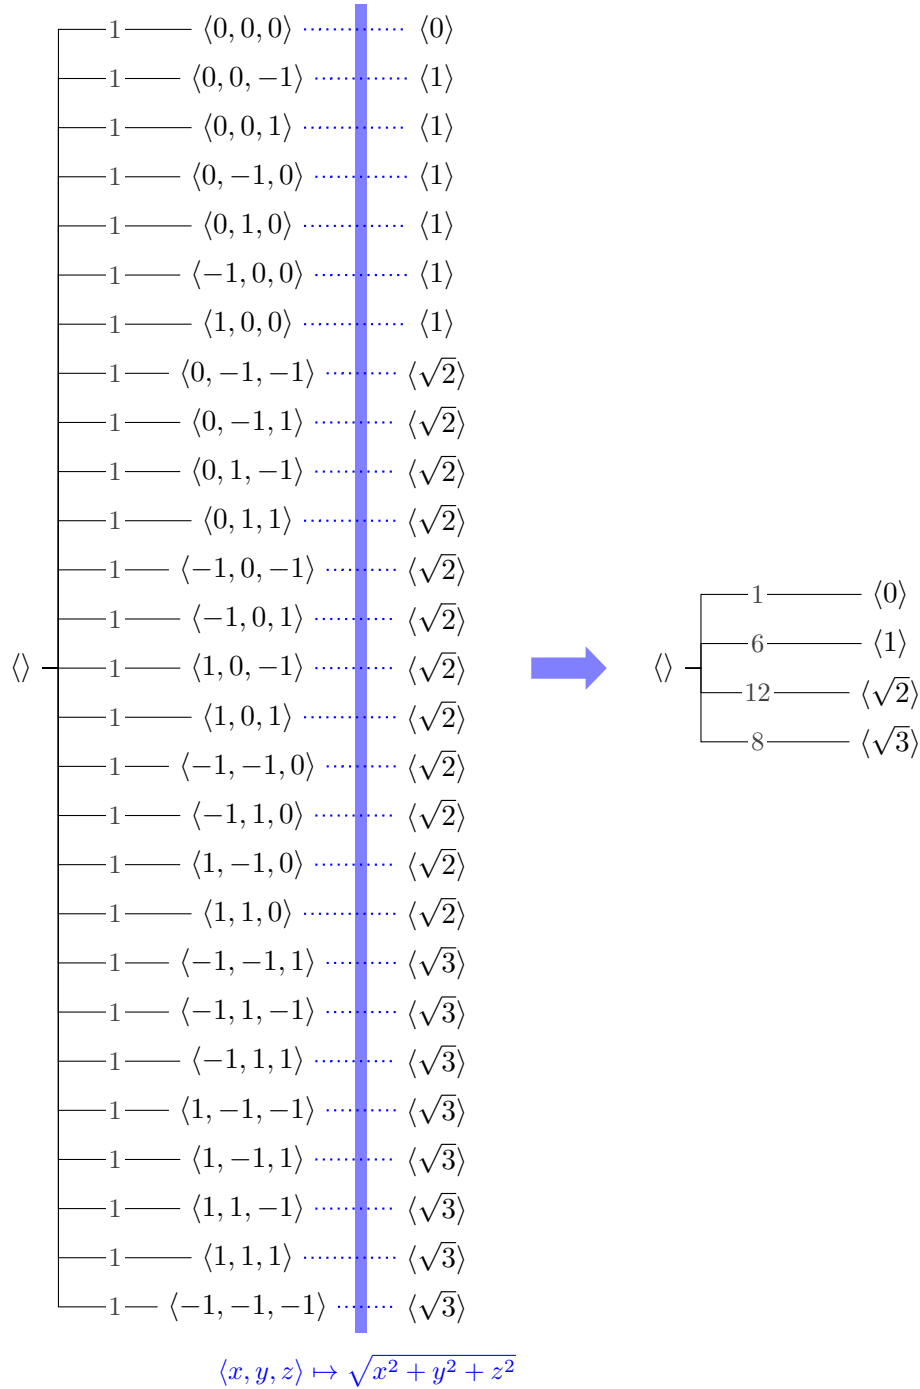 1 ⟨0, 0, 0⟩ ⟨0⟩
1 ⟨0, 0, −1⟩ ⟨1⟩
1 ⟨0, 0, 1⟩ ⟨1⟩
1 ⟨0, −1, 0⟩ ⟨1⟩
1 ⟨0, 1, 0⟩ ⟨1⟩
1 ⟨−1, 0, 0⟩ ⟨1⟩
1 ⟨1, 0, 0⟩ ⟨1⟩
1 ⟨0, −1, −1⟩ ⟨√2⟩
1 ⟨0, −1, 1⟩ ⟨√2⟩
1 ⟨0, 1, −1⟩ ⟨√2⟩
1 ⟨0, 1, 1⟩ ⟨√2⟩
1 ⟨−1, 0, −1⟩ ⟨√2⟩
1 ⟨−1, 0, 1⟩ ⟨√2⟩
⟨⟩ 1 ⟨1, 0, −1⟩ ⟨√2⟩
1 ⟨1, 0, 1⟩ ⟨√2⟩
1 ⟨−1, −1, 0⟩ ⟨√2⟩
1 ⟨−1, 1, 0⟩ ⟨√2⟩
1 ⟨1, −1, 0⟩ ⟨√2⟩
1 ⟨1, 1, 0⟩ ⟨√2⟩
1 ⟨−1, −1, 1⟩ ⟨√3⟩
1 ⟨−1, 1, −1⟩ ⟨√3⟩
1 ⟨−1, 1, 1⟩ ⟨√3⟩
1 ⟨1, −1, −1⟩ ⟨√3⟩
1 ⟨1, −1, 1⟩ ⟨√3⟩
1 ⟨1, 1, −1⟩ ⟨√3⟩
1 ⟨1, 1, 1⟩ ⟨√3⟩
1 ⟨−1, −1, −1⟩ ⟨√3⟩
⟨x, y, z⟩ ↦ √(x² + y² + z²)
1 ⟨0⟩
6 ⟨1⟩
⟨⟩
12 ⟨√2⟩
8 ⟨√3⟩